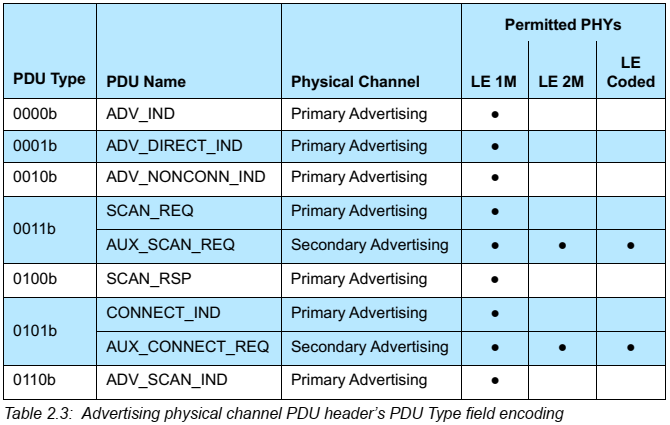 Permitted PHYs
PDU Type PDU Name Physical Channel LE 1M LE 2M LE Coded
0000b ADV_IND Primary Advertising ●
0001b ADV_DIRECT_IND Primary Advertising ●
0010b ADV_NONCONN_IND Primary Advertising ●
0011b SCAN_REQ Primary Advertising ●
AUX_SCAN_REQ Secondary Advertising ● ● ●
0100b SCAN_RSP Primary Advertising ●
0101b CONNECT_IND Primary Advertising ●
AUX_CONNECT_REQ Secondary Advertising ● ● ●
0110b ADV_SCAN_IND Primary Advertising ●
Table 2.3: Advertising physical channel PDU header's PDU Type field encoding